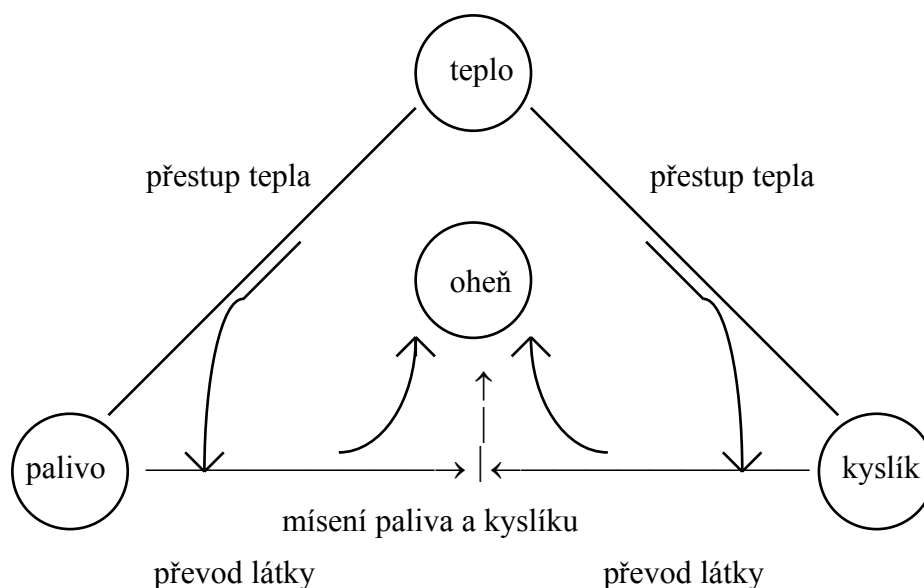 teplo
přestup tepla
přestup tepla
oheň
palivo
kyslík
mísení paliva a kyslíku
převod látky
převod látky